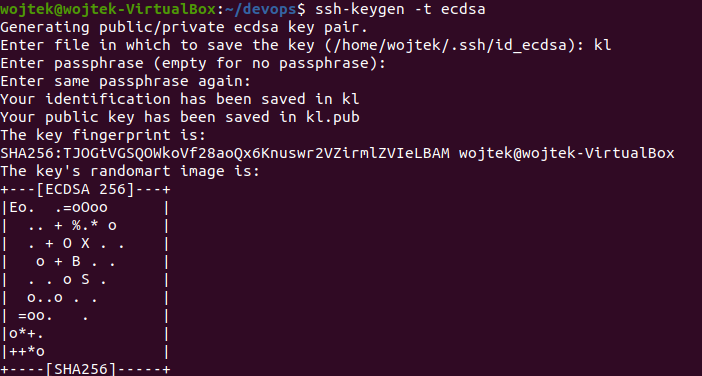 wojtek@wojtek-VirtualBox:~/devops$ ssh-keygen -t ecdsa
Generating public/private ecdsa key pair.
Enter file in which to save the key (/home/wojtek/.ssh/id_ecdsa): kl
Enter passphrase (empty for no passphrase):
Enter same passphrase again:
Your identification has been saved in kl
Your public key has been saved in kl.pub
The key fingerprint is:
SHA256:TJOGtVGSQOWkoVf28aoQx6Knuswr2VZirmlZVIeLBAM wojtek@wojtek-VirtualBox
The key's randomart image is:
+---[ECDSA 256]---+
|Eo.  .=oOoo      |
|  .. + %.* o     |
|  . + O X . .    |
|   o + B . .     |
|  . . o S .      |
|  o..o . .       |
| =oo.   .        |
|o*+.             |
|++*o             |
+----[SHA256]-----+